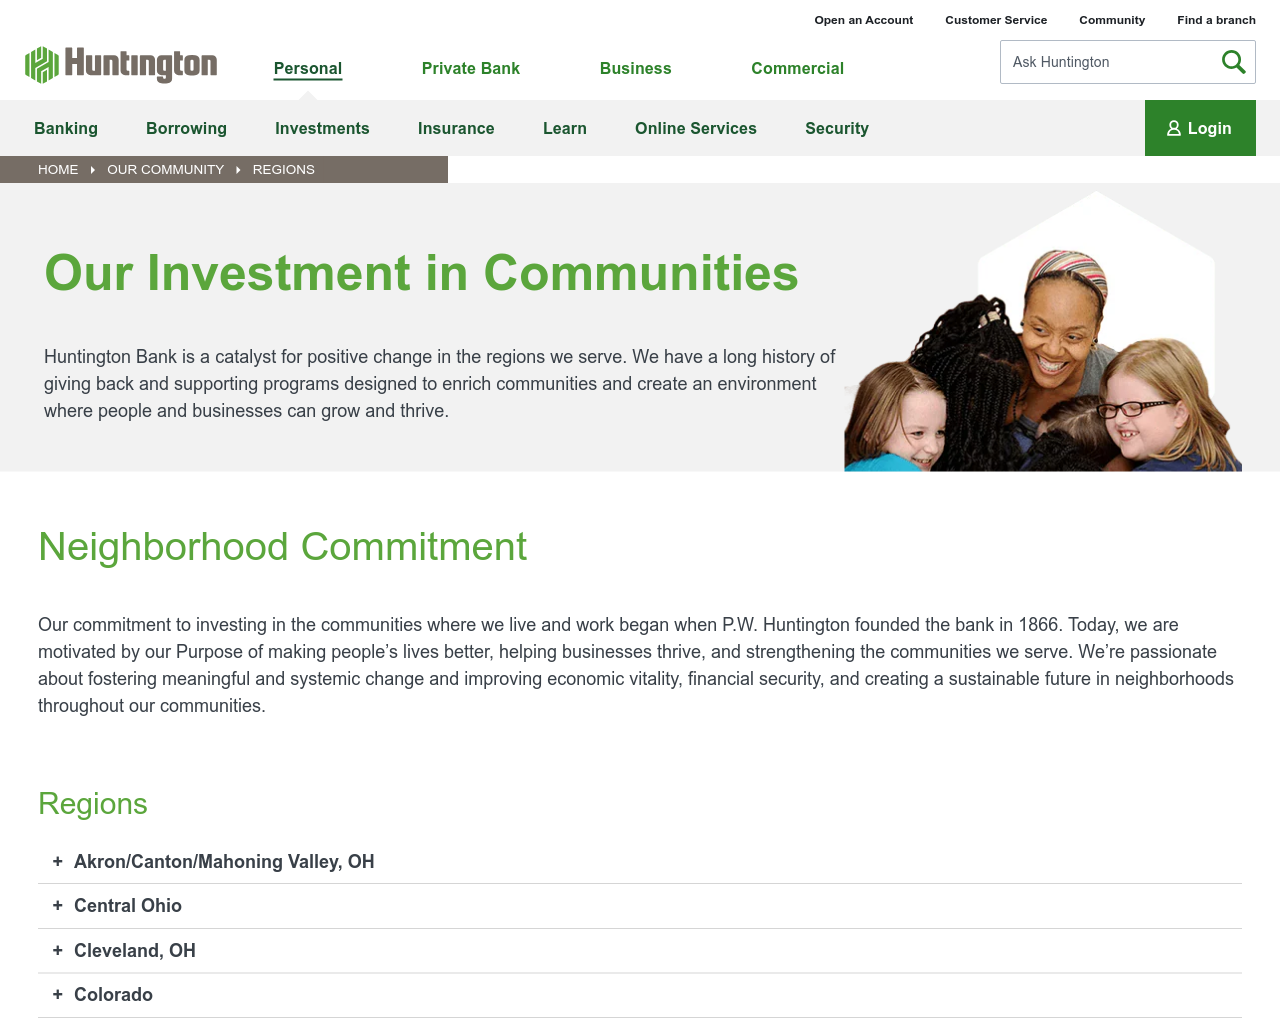 Open an Account
Customer Service
Community
Find a branch
Huntington
Personal
Private Bank
Business
Commercial
Ask Huntington
Banking
Borrowing
Investments
Insurance
Learn
Online Services
Security
Login
HOME
OUR COMMUNITY
REGIONS
Our Investment in Communities
Huntington Bank is a catalyst for positive change in the regions we serve. We have a long history of
giving back and supporting programs designed to enrich communities and create an environment
where people and businesses can grow and thrive.
Neighborhood Commitment
Our commitment to investing in the communities where we live and work began when P.W. Huntington founded the bank in 1866. Today, we are
motivated by our Purpose of making people’s lives better, helping businesses thrive, and strengthening the communities we serve. We’re passionate
about fostering meaningful and systemic change and improving economic vitality, financial security, and creating a sustainable future in neighborhoods
throughout our communities.
Regions
+ Akron/Canton/Mahoning Valley, OH
+ Central Ohio
+ Cleveland, OH
+ Colorado